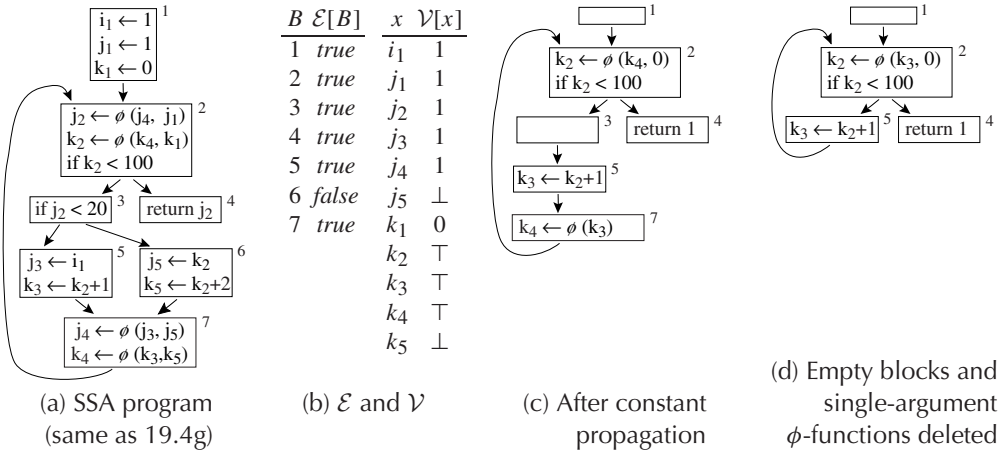 1
i₁ ← 1
j₁ ← 1
k₁ ← 0
2
j₂ ← ϕ (j₄, j₁)
k₂ ← ϕ (k₄, k₁)
if k₂ < 100
3
if j₂ < 20
4
return j₂
5
j₃ ← i₁
k₃ ← k₂+1
6
j₅ ← k₂
k₅ ← k₂+2
7
j₄ ← ϕ (j₃, j₅)
k₄ ← ϕ (k₃,k₅)
(a) SSA program
(same as 19.4g)
B ℰ[B]
1 true
2 true
3 true
4 true
5 true
6 false
7 true
x 𝒱[x]
i₁ 1
j₁ 1
j₂ 1
j₃ 1
j₄ 1
j₅ ⊥
k₁ 0
k₂ ⊤
k₃ ⊤
k₄ ⊤
k₅ ⊥
(b) ℰ and 𝒱
1
2
k₂ ← ϕ (k₄, 0)
if k₂ < 100
3
4
return 1
5
k₃ ← k₂+1
7
k₄ ← ϕ (k₃)
(c) After constant
propagation
1
2
k₂ ← ϕ (k₃, 0)
if k₂ < 100
5
k₃ ← k₂+1
4
return 1
(d) Empty blocks and
single-argument
ϕ-functions deleted